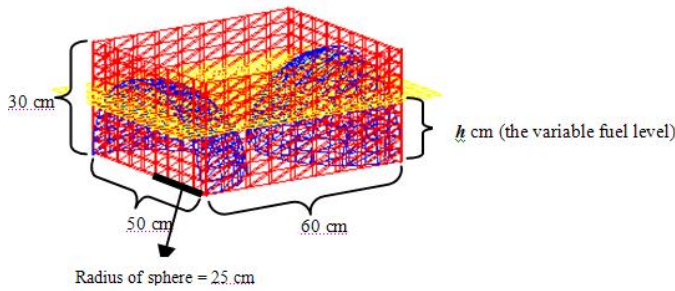 30 cm
h cm (the variable fuel level)
50 cm
60 cm
Radius of sphere = 25 cm